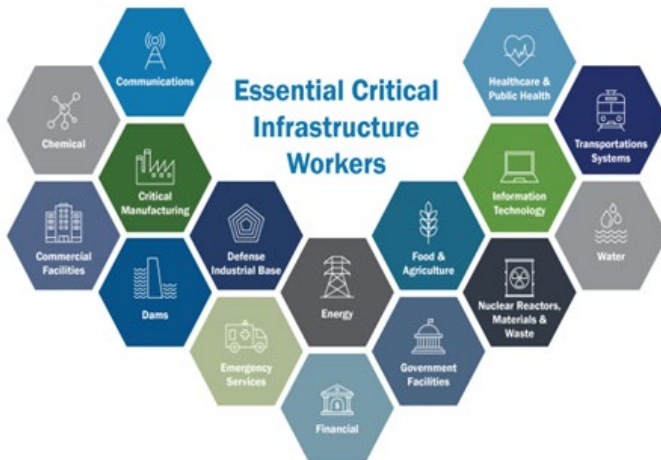 Essential Critical
Infrastructure
Workers
Communications
Healthcare &
Public Health
Chemical
Transportations
Systems
Critical
Manufacturing
Information
Technology
Commercial
Facilities
Defense
Industrial Base
Food &
Agriculture
Water
Dams
Energy
Nuclear Reactors,
Materials &
Waste
Emergency
Services
Government
Facilities
Financial